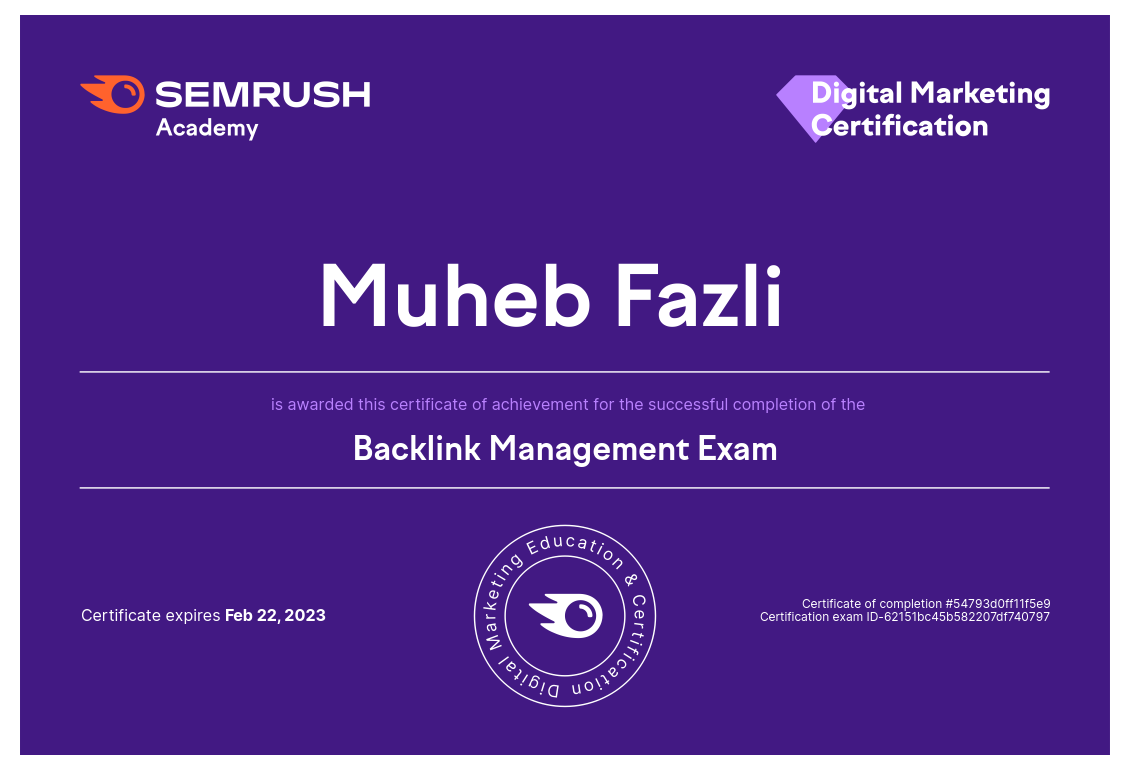 SEMRUSH
Academy
Digital Marketing
Certification
Muheb Fazli
is awarded this certificate of achievement for the successful completion of the
Backlink Management Exam
Certificate expires Feb 22, 2023
Digital Marketing Education & Certification
Certificate of completion #54793d0ff11f5e9
Certification exam ID-62151bc45b582207df740797